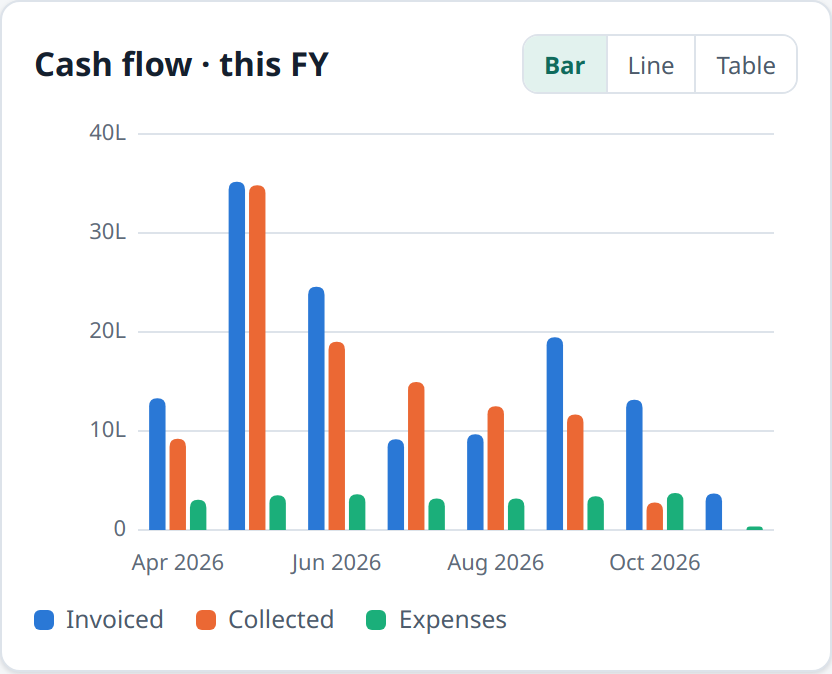 Cash flow · this FY
Bar Line Table
40L
30L
20L
10L
0
Apr 2026 Jun 2026 Aug 2026 Oct 2026
Invoiced Collected Expenses